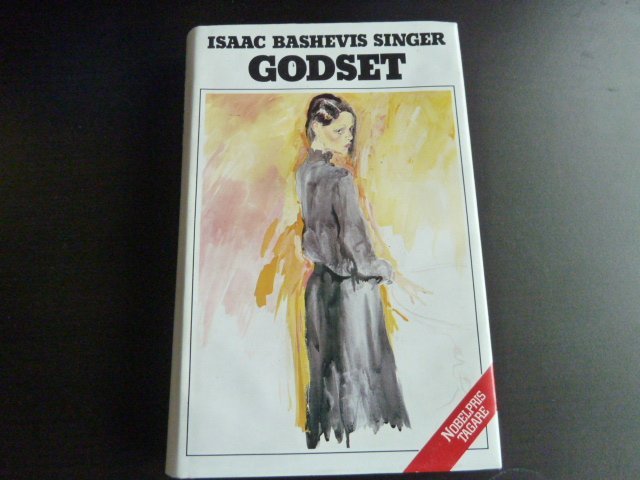 ISAAC BASHEVIS SINGER
GODSET
NOBELPRIS
TAGARE